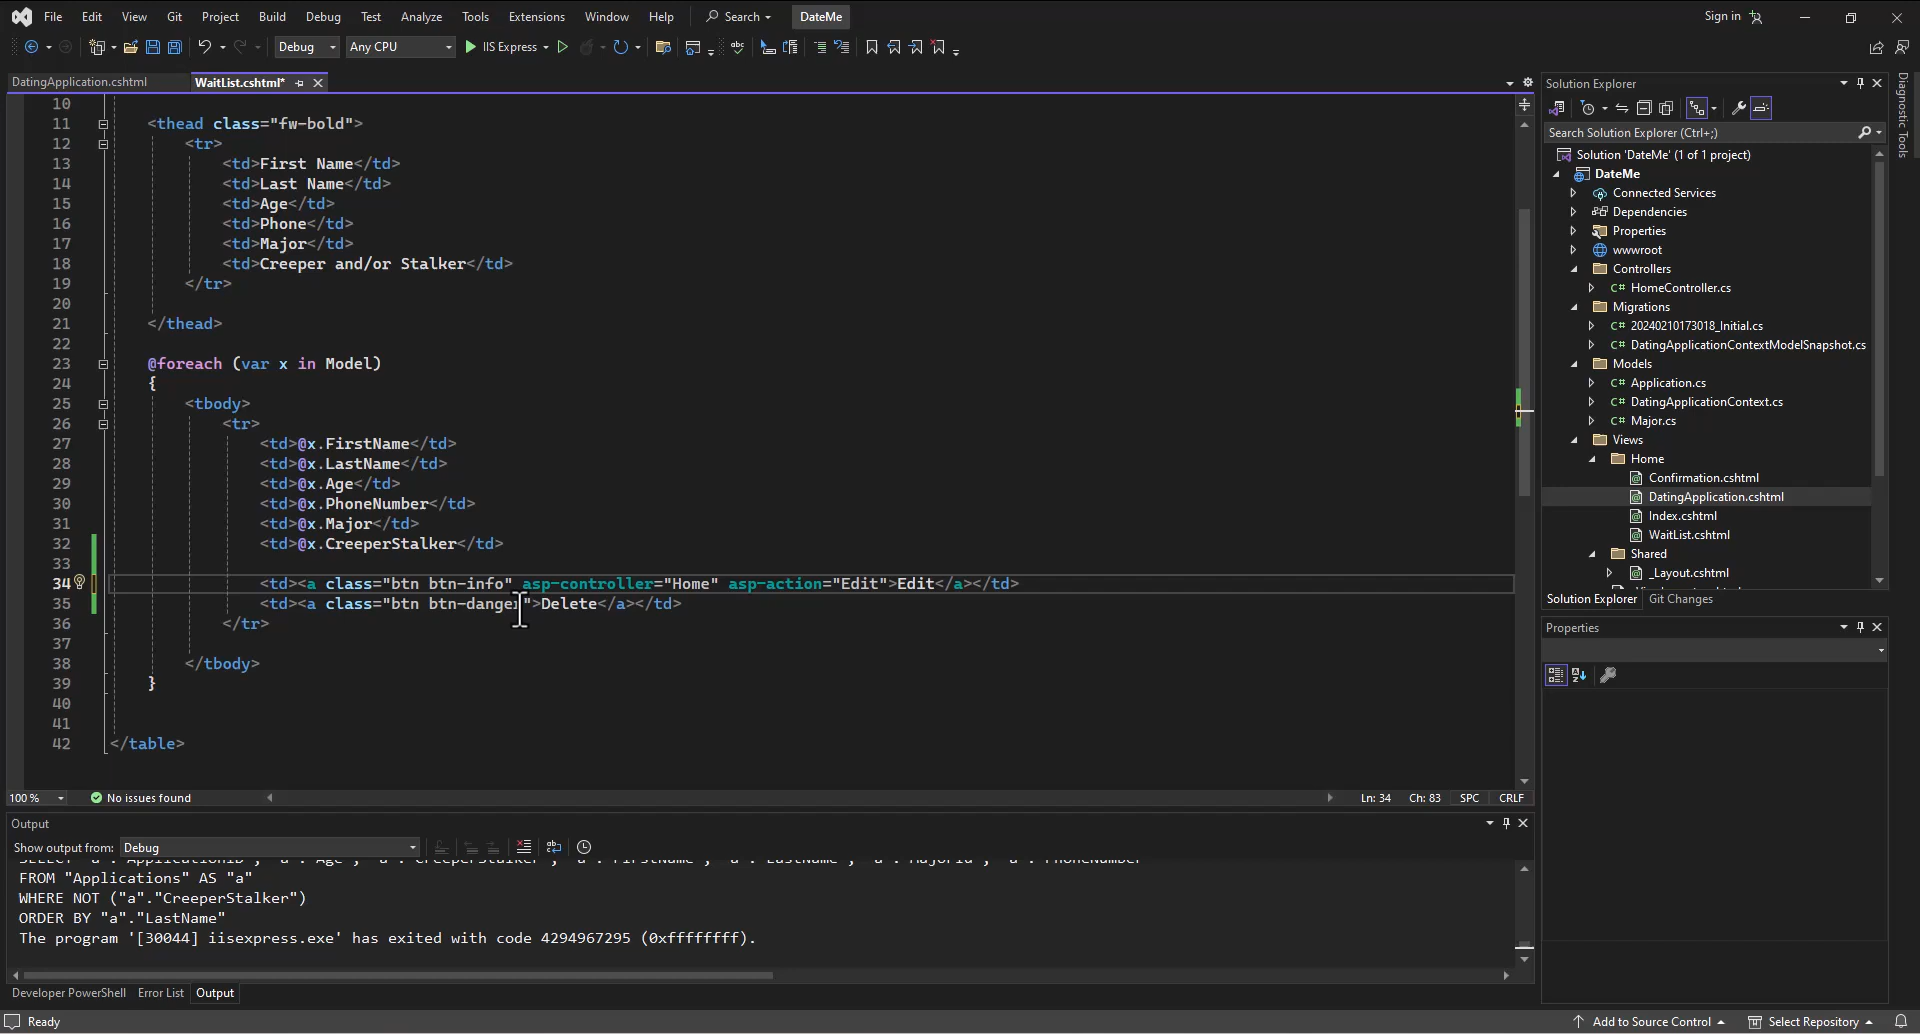 File Edit View Git Project Build Debug Test Analyze Tools Extensions Window Help Search DateMe Sign in
Debug Any CPU IIS Express
DatingApplication.cshtml WaitList.cshtml*
10
11 <thead class="fw-bold">
12 <tr>
13 <td>First Name</td>
14 <td>Last Name</td>
15 <td>Age</td>
16 <td>Phone</td>
17 <td>Major</td>
18 <td>Creeper and/or Stalker</td>
19 </tr>
20
21 </thead>
22
23 @foreach (var x in Model)
24 {
25 <tbody>
26 <tr>
27 <td>@x.FirstName</td>
28 <td>@x.LastName</td>
29 <td>@x.Age</td>
30 <td>@x.PhoneNumber</td>
31 <td>@x.Major</td>
32 <td>@x.CreeperStalker</td>
33
34 <td><a class="btn btn-info" asp-controller="Home" asp-action="Edit">Edit</a></td>
35 <td><a class="btn btn-danger">Delete</a></td>
36 </tr>
37
38 </tbody>
39 }
40
41
42 </table>
100 % No issues found Ln: 34 Ch: 83 SPC CRLF
Output
Show output from: Debug
FROM "Applications" AS "a"
WHERE NOT ("a"."CreeperStalker")
ORDER BY "a"."LastName"
The program '[30044] iisexpress.exe' has exited with code 4294967295 (0xffffffff).
Developer PowerShell Error List Output
Solution Explorer
Search Solution Explorer (Ctrl+;)
Solution 'DateMe' (1 of 1 project)
DateMe
Connected Services
Dependencies
Properties
wwwroot
Controllers
C# HomeController.cs
Migrations
C# 20240210173018_Initial.cs
C# DatingApplicationContextModelSnapshot.cs
Models
C# Application.cs
C# DatingApplicationContext.cs
C# Major.cs
Views
Home
Confirmation.cshtml
DatingApplication.cshtml
Index.cshtml
WaitList.cshtml
Shared
_Layout.cshtml
Solution Explorer Git Changes
Properties
Diagnostic Tools
Ready Add to Source Control Select Repository